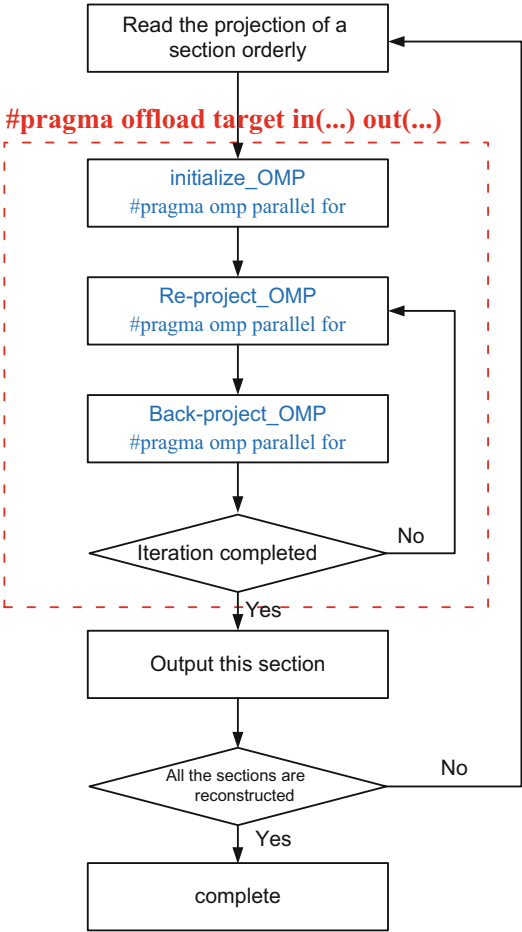 Read the projection of a
section orderly
#pragma offload target in(...) out(...)
initialize_OMP
#pragma omp parallel for
Re-project_OMP
#pragma omp parallel for
Back-project_OMP
#pragma omp parallel for
Iteration completed
No
Yes
Output this section
All the sections are
reconstructed
No
Yes
complete